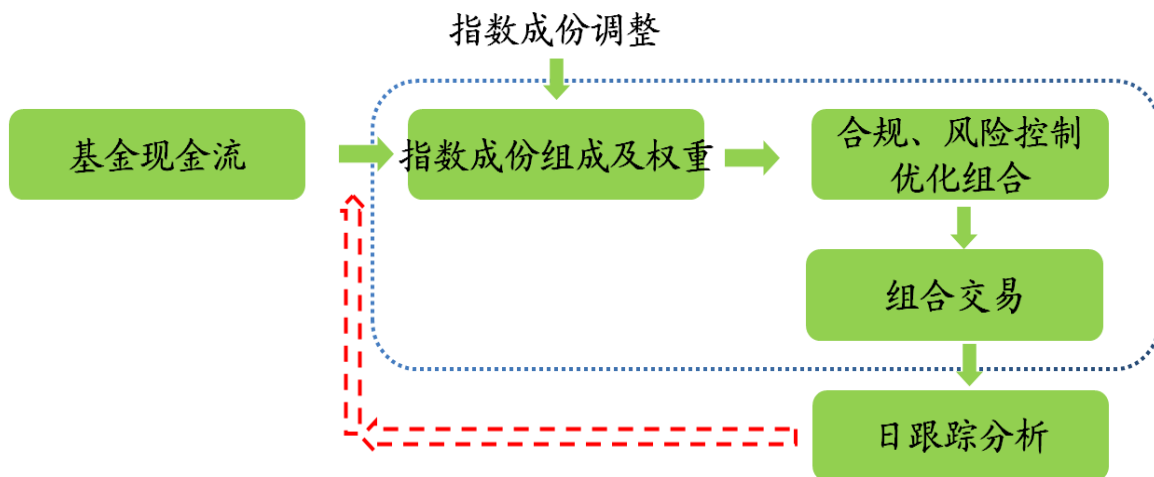 指数成份调整
基金现金流
指数成份组成及权重
合规、风险控制
优化组合
组合交易
日跟踪分析